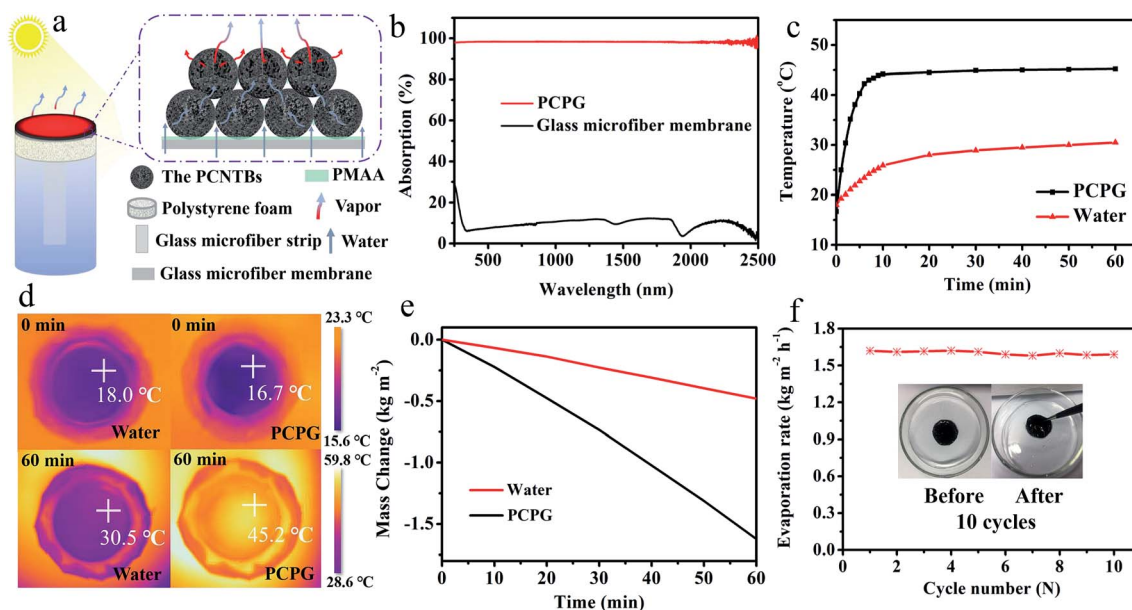 a
The PCNTBs
PMAA
Polystyrene foam
Vapor
Glass microfiber strip
Water
Glass microfiber membrane
b
100
80
60
40
20
0
Absorption (%)
PCPG
Glass microfiber membrane
500
1000
1500
2000
2500
Wavelength (nm)
c
50
40
30
20
10
Temperature (°C)
PCPG
Water
0
10
20
30
40
50
60
Time (min)
d
0 min
18.0 °C
Water
0 min
16.7 °C
PCPG
23.3 °C
15.6 °C
60 min
30.5 °C
Water
60 min
45.2 °C
PCPG
59.8 °C
28.6 °C
e
0.0
-0.5
-1.0
-1.5
Mass Change (kg m⁻²)
Water
PCPG
0
10
20
30
40
50
60
Time (min)
f
1.8
1.5
1.2
0.9
0.6
0.3
0.0
Evaporation rate (kg m⁻² h⁻¹)
Before
After
10 cycles
0
2
4
6
8
10
Cycle number (N)